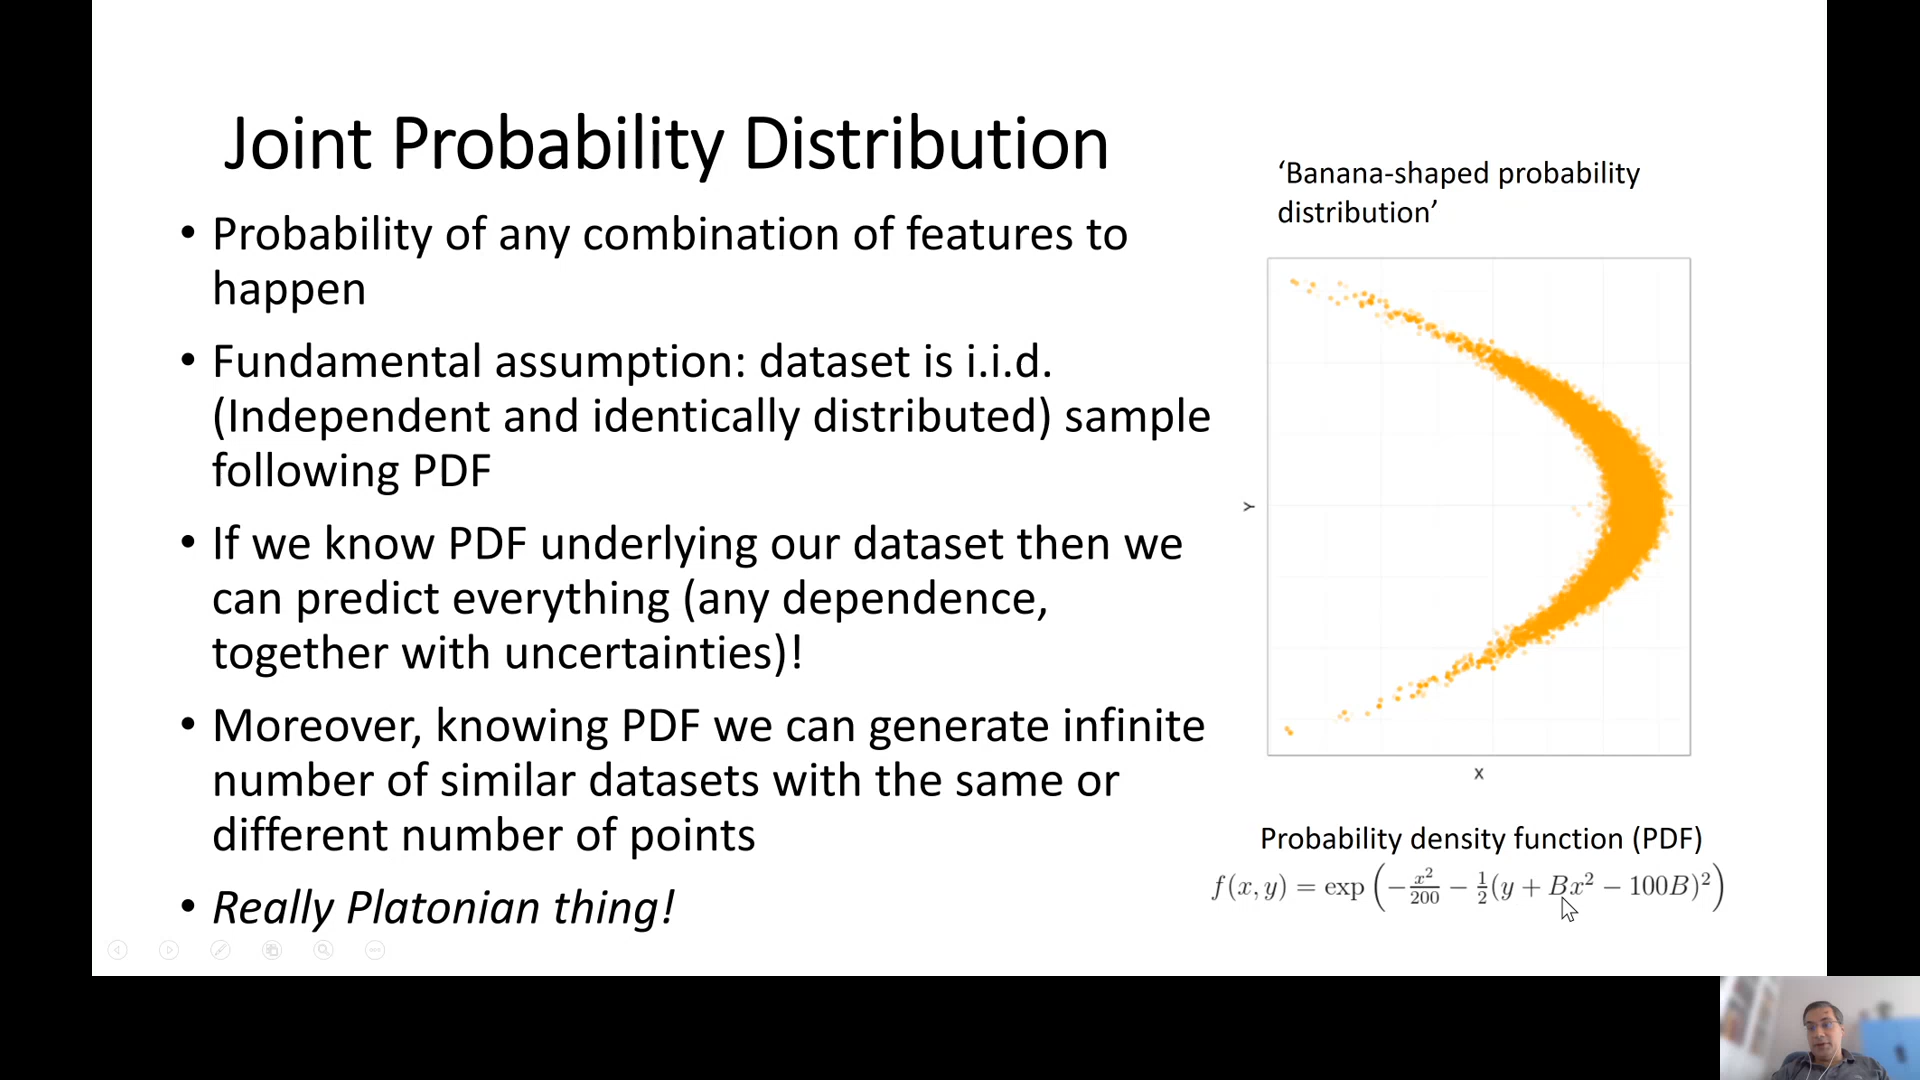 Joint Probability Distribution
• Probability of any combination of features to
happen
• Fundamental assumption: dataset is i.i.d.
(Independent and identically distributed) sample
following PDF
• If we know PDF underlying our dataset then we
can predict everything (any dependence,
together with uncertainties)!
• Moreover, knowing PDF we can generate infinite
number of similar datasets with the same or
different number of points
• Really Platonian thing!
‘Banana-shaped probability
distribution’
Y
X
Probability density function (PDF)
f(x, y) = exp (−x²/200 − 1/2(y + Bx² − 100B)²)